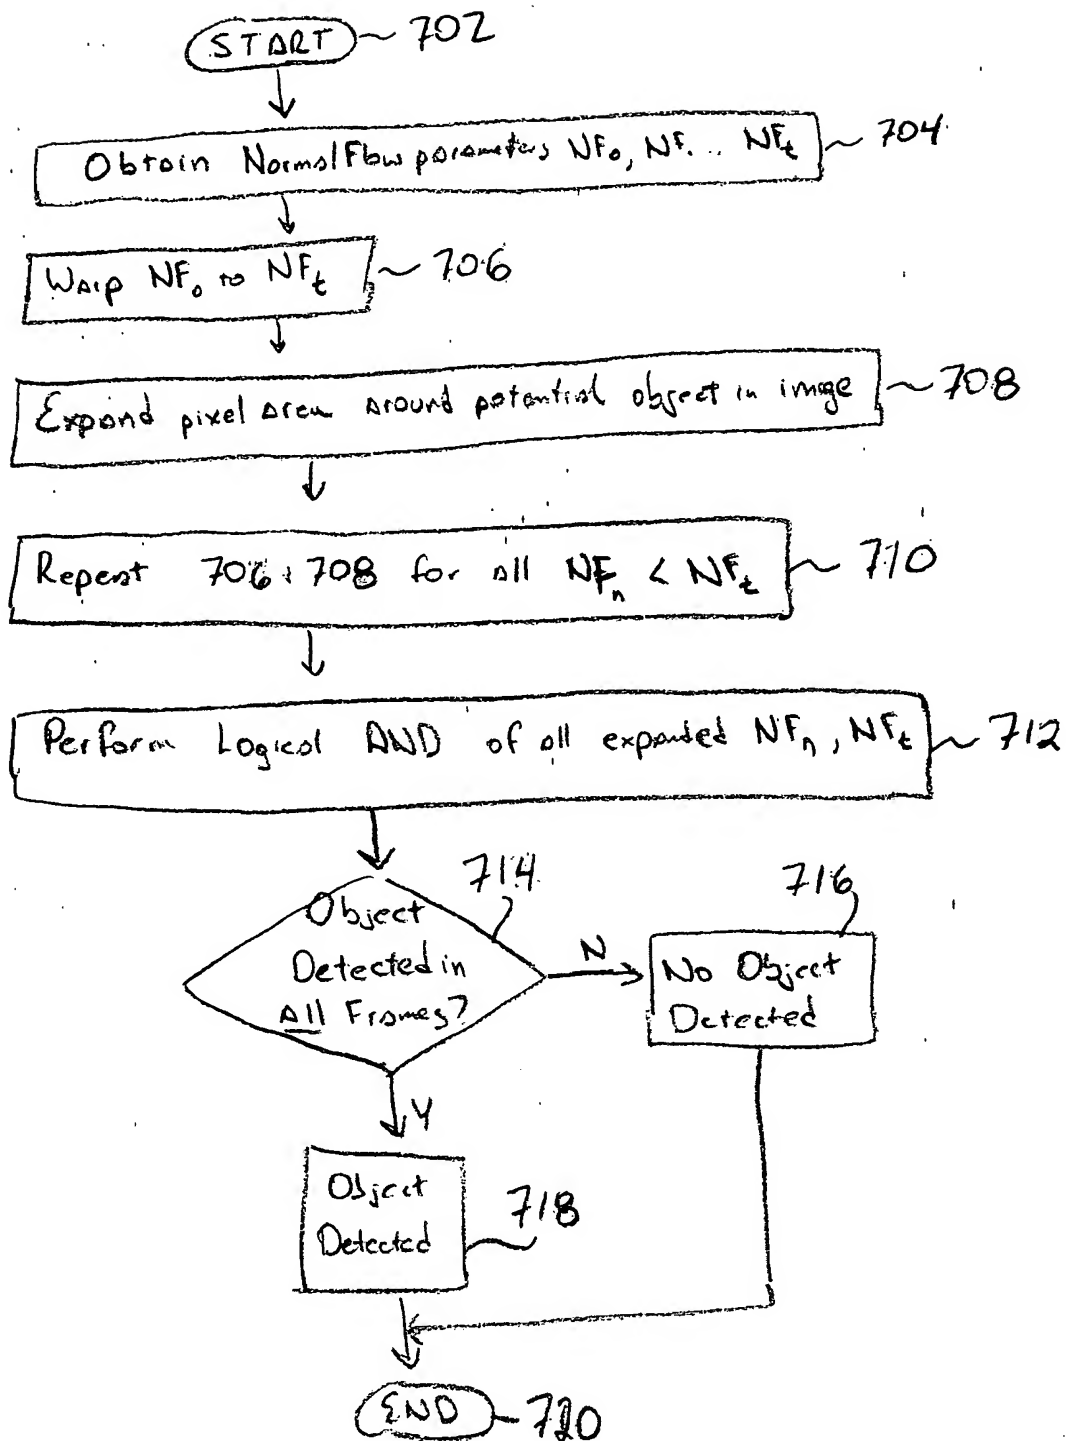 START 702
Obtain Normal Flow parameters NF₀, NF, .. NFₜ 704
Warp NF₀ to NFₜ 706
Expand pixel area around potential object in image 708
Repeat 706 : 708 for all NFₙ < NFₜ 710
Perform Logical AND of all expanded NFₙ, NFₜ 712
714
716
Object
Detected in
All Frames?
N
No Object
Detected
Y
Object
Detected
718
END 720